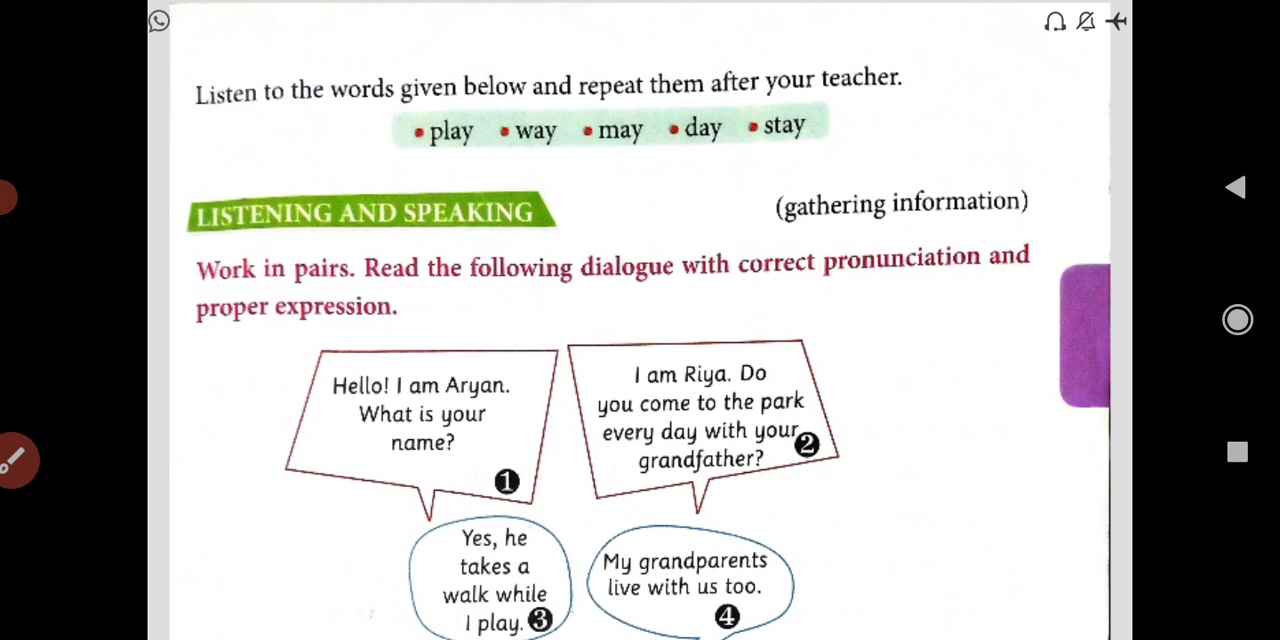 Listen to the words given below and repeat them after your teacher.
• play • way • may • day • stay
LISTENING AND SPEAKING
(gathering information)
Work in pairs. Read the following dialogue with correct pronunciation and
proper expression.
Hello! I am Aryan.
What is your
name?
1
I am Riya. Do
you come to the park
every day with your
grandfather?
2
Yes, he
takes a
walk while
I play.
3
My grandparents
live with us too.
4